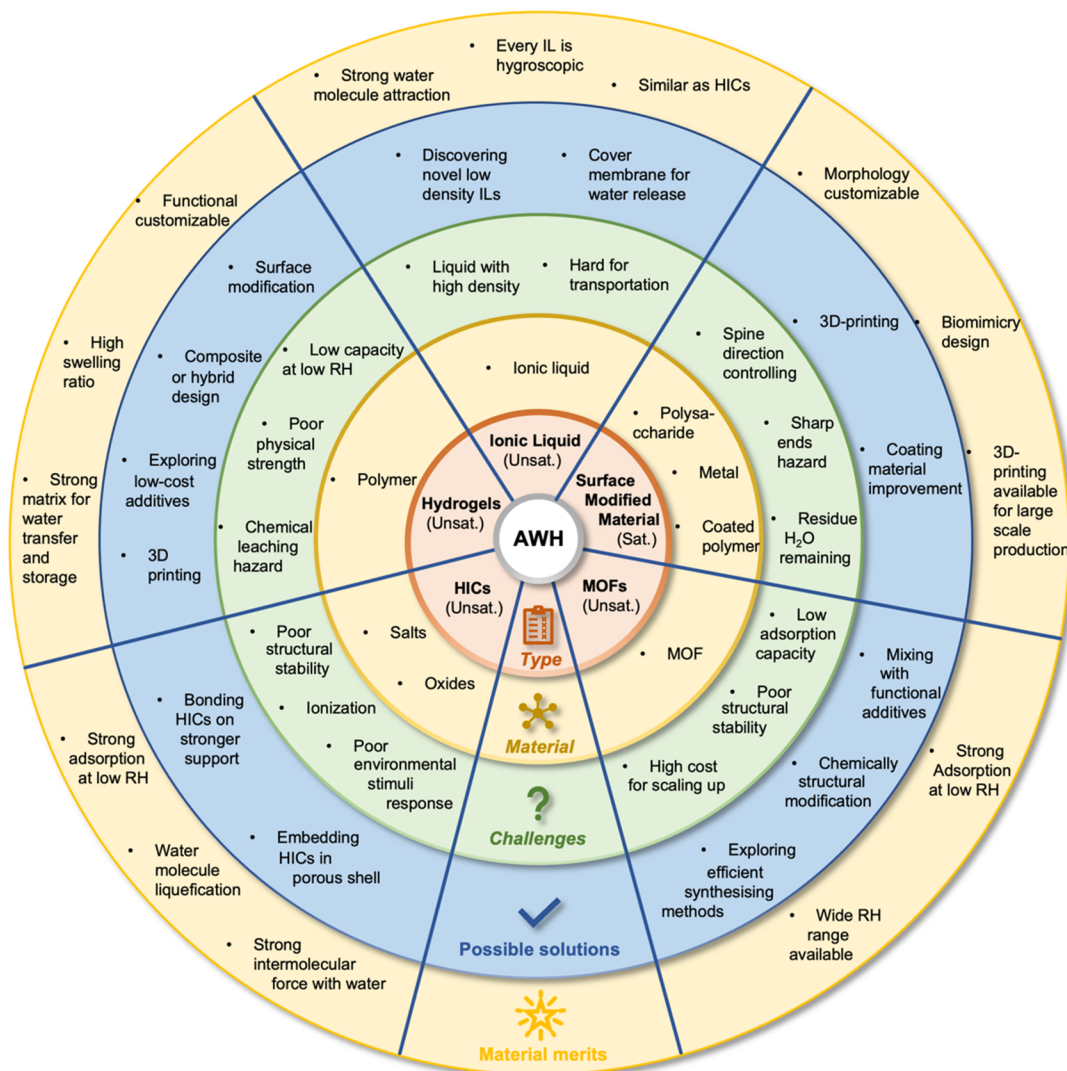 • Every IL is
hygroscopic
• Strong water
molecule attraction
• Similar as HICs
• Discovering
novel low
density ILs
• Cover
membrane for
water release
• Liquid with
high density
• Hard for
transportation
• Ionic liquid
Ionic Liquid
(Unsat.)
• Morphology
customizable
• Biomimicry
design
• 3D-
printing
available
for large
scale
production
• 3D-printing
• Coating
material
improvement
• Spine
direction
controlling
• Sharp
ends
hazard
• Residue
H₂O
remaining
• Polysa-
ccharide
• Metal
• Coated
polymer
Surface
Modified
Material
(Sat.)
• Functional
customizable
• High
swelling
ratio
• Strong
matrix for
water
transfer
and
storage
• Surface
modification
• Composite
or hybrid
design
• Exploring
low-cost
additives
• 3D
printing
• Low capacity
at low RH
• Poor
physical
strength
• Chemical
leaching
hazard
• Polymer
Hydrogels
(Unsat.)
AWH
HICs
(Unsat.)
• Salts
• Oxides
• Poor
structural
stability
• Ionization
• Poor
environmental
stimuli
response
• Bonding
HICs on
stronger
support
• Embedding
HICs in
porous shell
• Strong
adsorption
at low RH
• Water
molecule
liquefication
• Strong
intermolecular
force with water
MOFs
(Unsat.)
• MOF
• Low
adsorption
capacity
• Poor
structural
stability
• High cost
for scaling up
• Mixing
with
functional
additives
• Chemically
structural
modification
• Exploring
efficient
synthesising
methods
• Strong
Adsorption
at low RH
• Wide RH
range
available
xxxx
Type
Material
?
Challenges
Possible solutions
Material merits